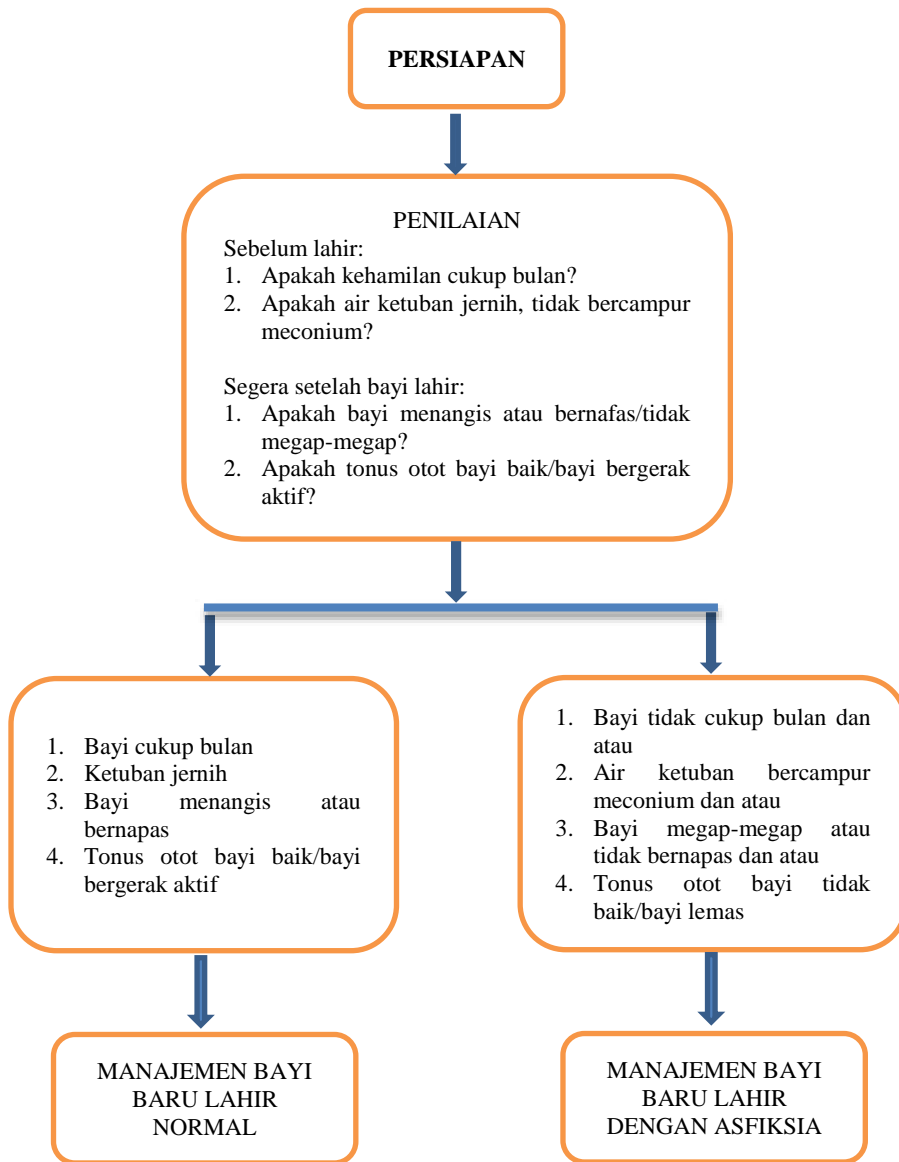 PERSIAPAN
PENILAIAN
Sebelum lahir:
1. Apakah kehamilan cukup bulan?
2. Apakah air ketuban jernih, tidak bercampur
meconium?
Segera setelah bayi lahir:
1. Apakah bayi menangis atau bernafas/tidak
megap-megap?
2. Apakah tonus otot bayi baik/bayi bergerak
aktif?
1. Bayi cukup bulan
2. Ketuban jernih
3. Bayi menangis atau
bernapas
4. Tonus otot bayi baik/bayi
bergerak aktif
1. Bayi tidak cukup bulan dan
atau
2. Air ketuban bercampur
meconium dan atau
3. Bayi megap-megap atau
tidak bernapas dan atau
4. Tonus otot bayi tidak
baik/bayi lemas
MANAJEMEN BAYI
BARU LAHIR
NORMAL
MANAJEMEN BAYI
BARU LAHIR
DENGAN ASFIKSIA